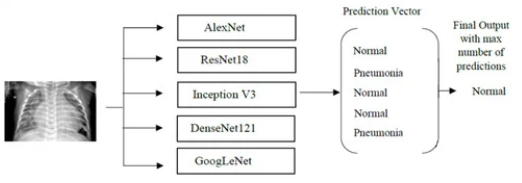 AlexNet
ResNet18
Inception V3
DenseNet121
GoogLeNet
Prediction Vector
Normal
Pneumonia
Normal
Normal
Pneumonia
Final Output
with max
number of
predictions
Normal